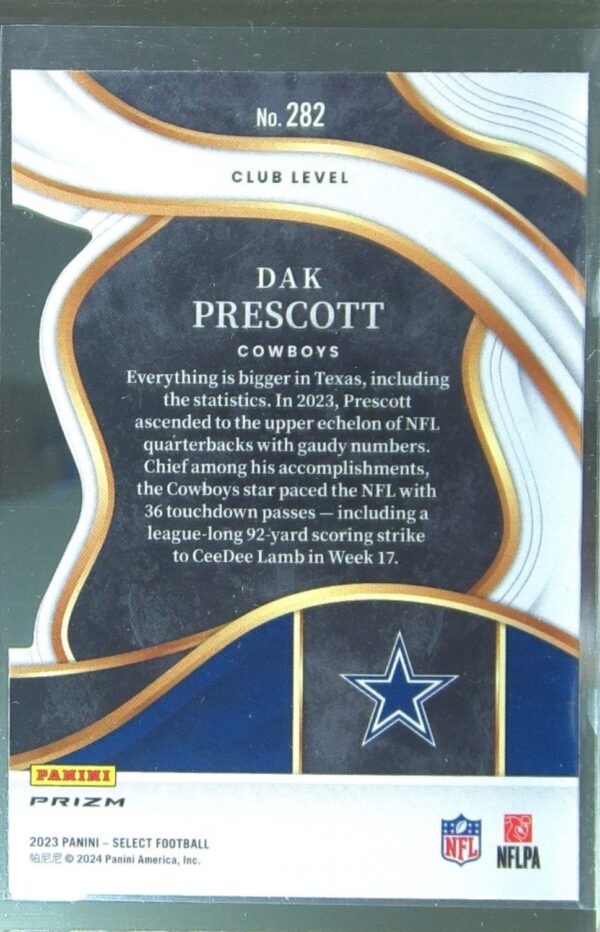 No. 282
CLUB LEVEL
DAK
PRESCOTT
COWBOYS
Everything is bigger in Texas, including
the statistics. In 2023, Prescott
ascended to the upper echelon of NFL
quarterbacks with gaudy numbers.
Chief among his accomplishments,
the Cowboys star paced the NFL with
36 touchdown passes — including a
league-long 92-yard scoring strike
to CeeDee Lamb in Week 17.
PANINI
PRIZM
2023 PANINI – SELECT FOOTBALL
帕尼尼 © 2024 Panini America, Inc.
NFL
NFLPA